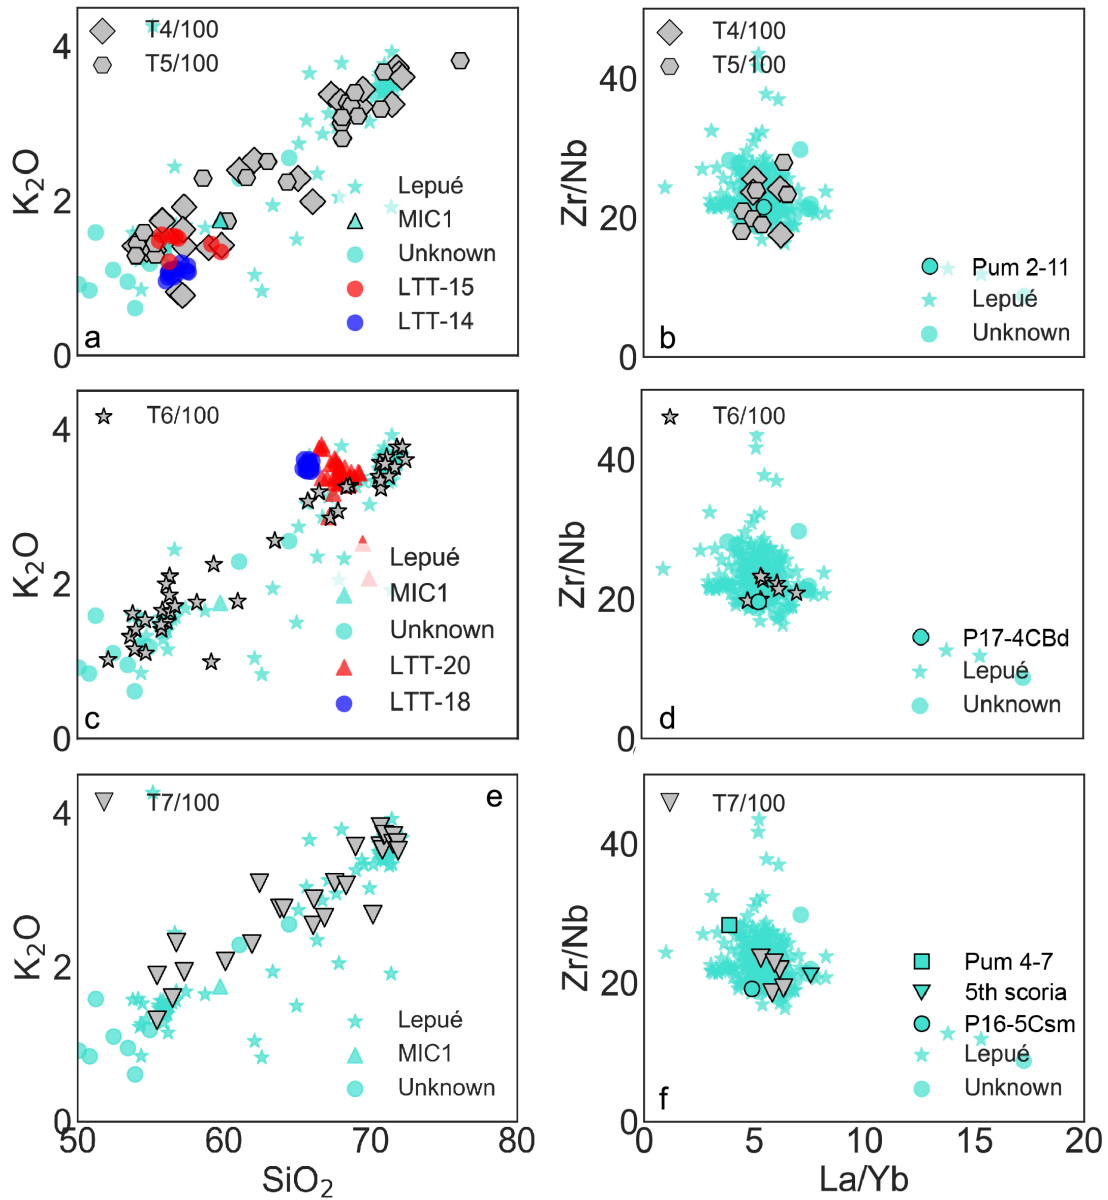 T4/100
T5/100
4
2
0
K₂O
Lepué
MIC1
Unknown
LTT-15
LTT-14
a
T4/100
T5/100
40
20
0
Zr/Nb
Pum 2-11
Lepué
Unknown
b
T6/100
4
2
0
K₂O
Lepué
MIC1
Unknown
LTT-20
LTT-18
c
T6/100
40
20
0
Zr/Nb
P17-4CBd
Lepué
Unknown
d
T7/100
e
4
2
0
K₂O
Lepué
MIC1
Unknown
50 60 70 80
SiO₂
T7/100
40
20
0
Zr/Nb
Pum 4-7
5th scoria
P16-5Csm
Lepué
Unknown
f
0 5 10 15 20
La/Yb